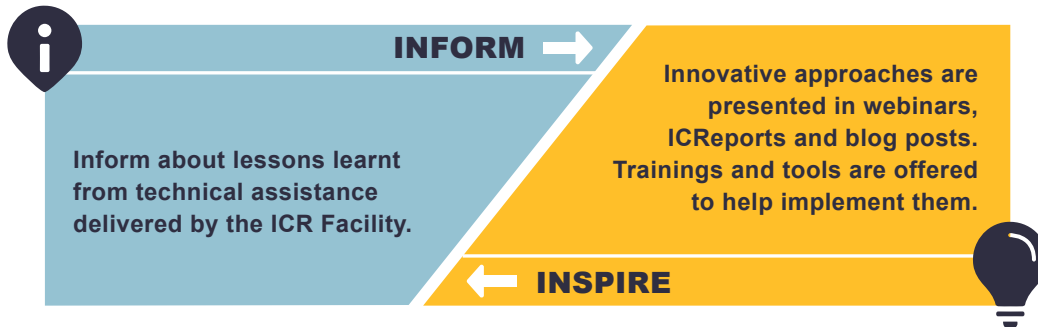 INFORM
Inform about lessons learnt
from technical assistance
delivered by the ICR Facility.
Innovative approaches are
presented in webinars,
ICReports and blog posts.
Trainings and tools are offered
to help implement them.
INSPIRE